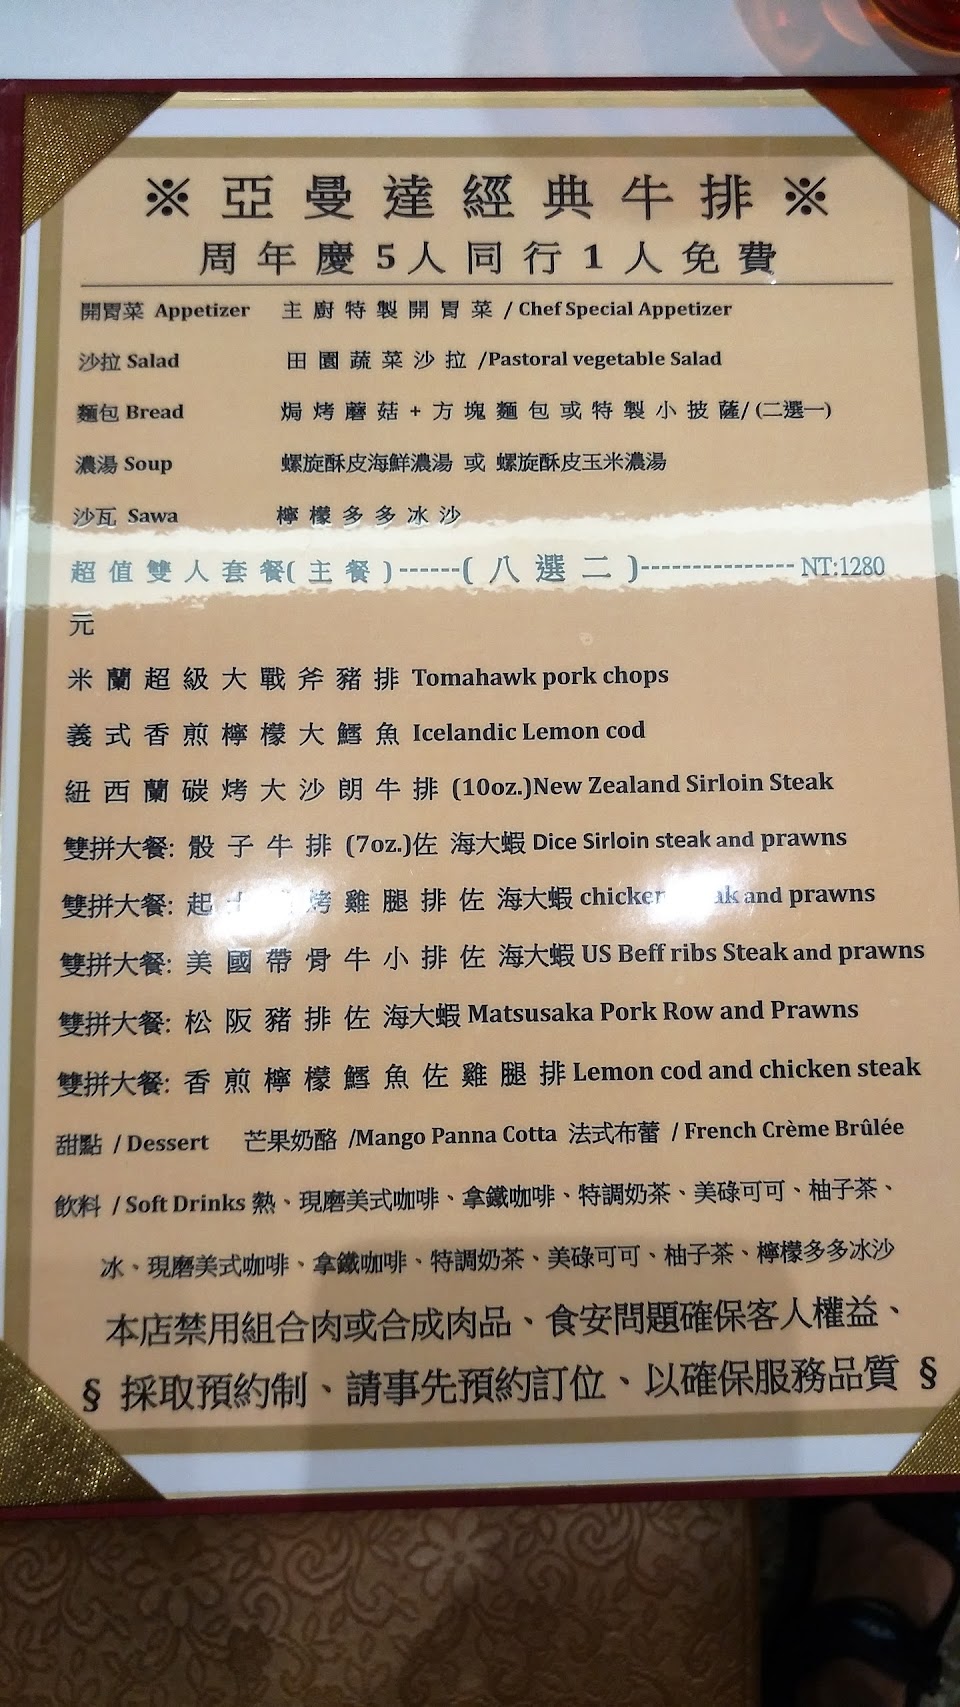 ※亞曼達經典牛排※
周年慶5人同行1人免費
開胃菜 Appetizer 主廚特製開胃菜 / Chef Special Appetizer
沙拉 Salad 田園蔬菜沙拉 /Pastoral vegetable Salad
麵包 Bread 焗烤蘑菇 + 方塊麵包或特製小披薩/ (二選一)
濃湯 Soup 螺旋酥皮海鮮濃湯 或 螺旋酥皮玉米濃湯
沙瓦 Sawa 檸檬多多冰沙
超值雙人套餐(主餐)------(八選二)--------------- NT:1280
元
米蘭超級大戰斧豬排 Tomahawk pork chops
義式香煎檸檬大鱈魚 Icelandic Lemon cod
紐西蘭碳烤大沙朗牛排 (10oz.)New Zealand Sirloin Steak
雙拼大餐: 骰子牛排 (7oz.)佐 海大蝦 Dice Sirloin steak and prawns
雙拼大餐: 起 烤雞腿排佐 海大蝦 chicken and prawns
雙拼大餐: 美國帶骨牛小排佐 海大蝦 US Beff ribs Steak and prawns
雙拼大餐: 松阪豬排佐 海大蝦 Matsusaka Pork Row and Prawns
雙拼大餐: 香煎檸檬鱈魚佐雞腿排 Lemon cod and chicken steak
甜點 / Dessert 芒果奶酪 /Mango Panna Cotta 法式布蕾 / French Crème Brûlée
飲料 / Soft Drinks 熱、現磨美式咖啡、拿鐵咖啡、特調奶茶、美碌可可、柚子茶、
冰、現磨美式咖啡、拿鐵咖啡、特調奶茶、美碌可可、柚子茶、檸檬多多冰沙
本店禁用組合肉或合成肉品、食安問題確保客人權益、
§ 採取預約制、請事先預約訂位、以確保服務品質 §